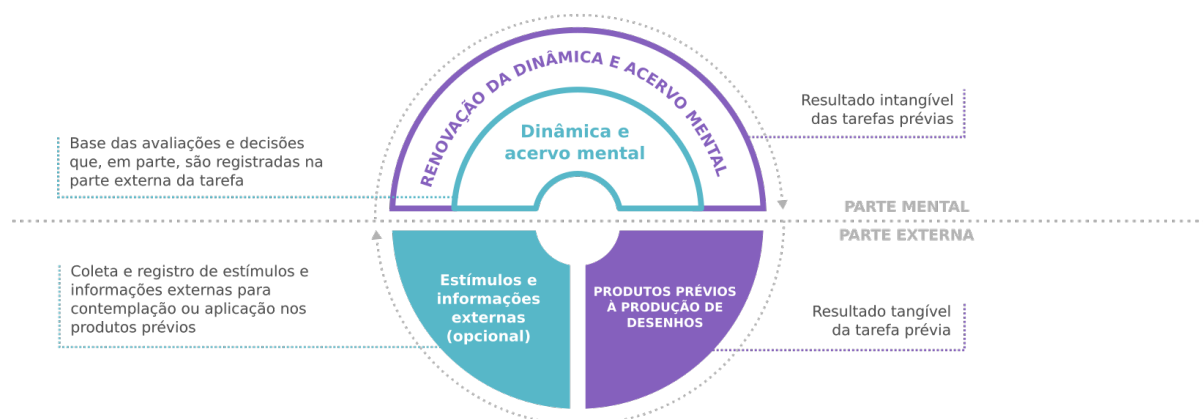 RENOVAÇÃO DA DINÂMICA E ACERVO MENTAL
Dinâmica e
acervo mental
Base das avaliações e decisões
que, em parte, são registradas na
parte externa da tarefa
Resultado intangível
das tarefas prévias
PARTE MENTAL
PARTE EXTERNA
Coleta e registro de estímulos e
informações externas para
contemplação ou aplicação nos
produtos prévios
Estímulos e
informações
externas
(opcional)
PRODUTOS PRÉVIOS
À PRODUÇÃO DE
DESENHOS
Resultado tangível
da tarefa prévia